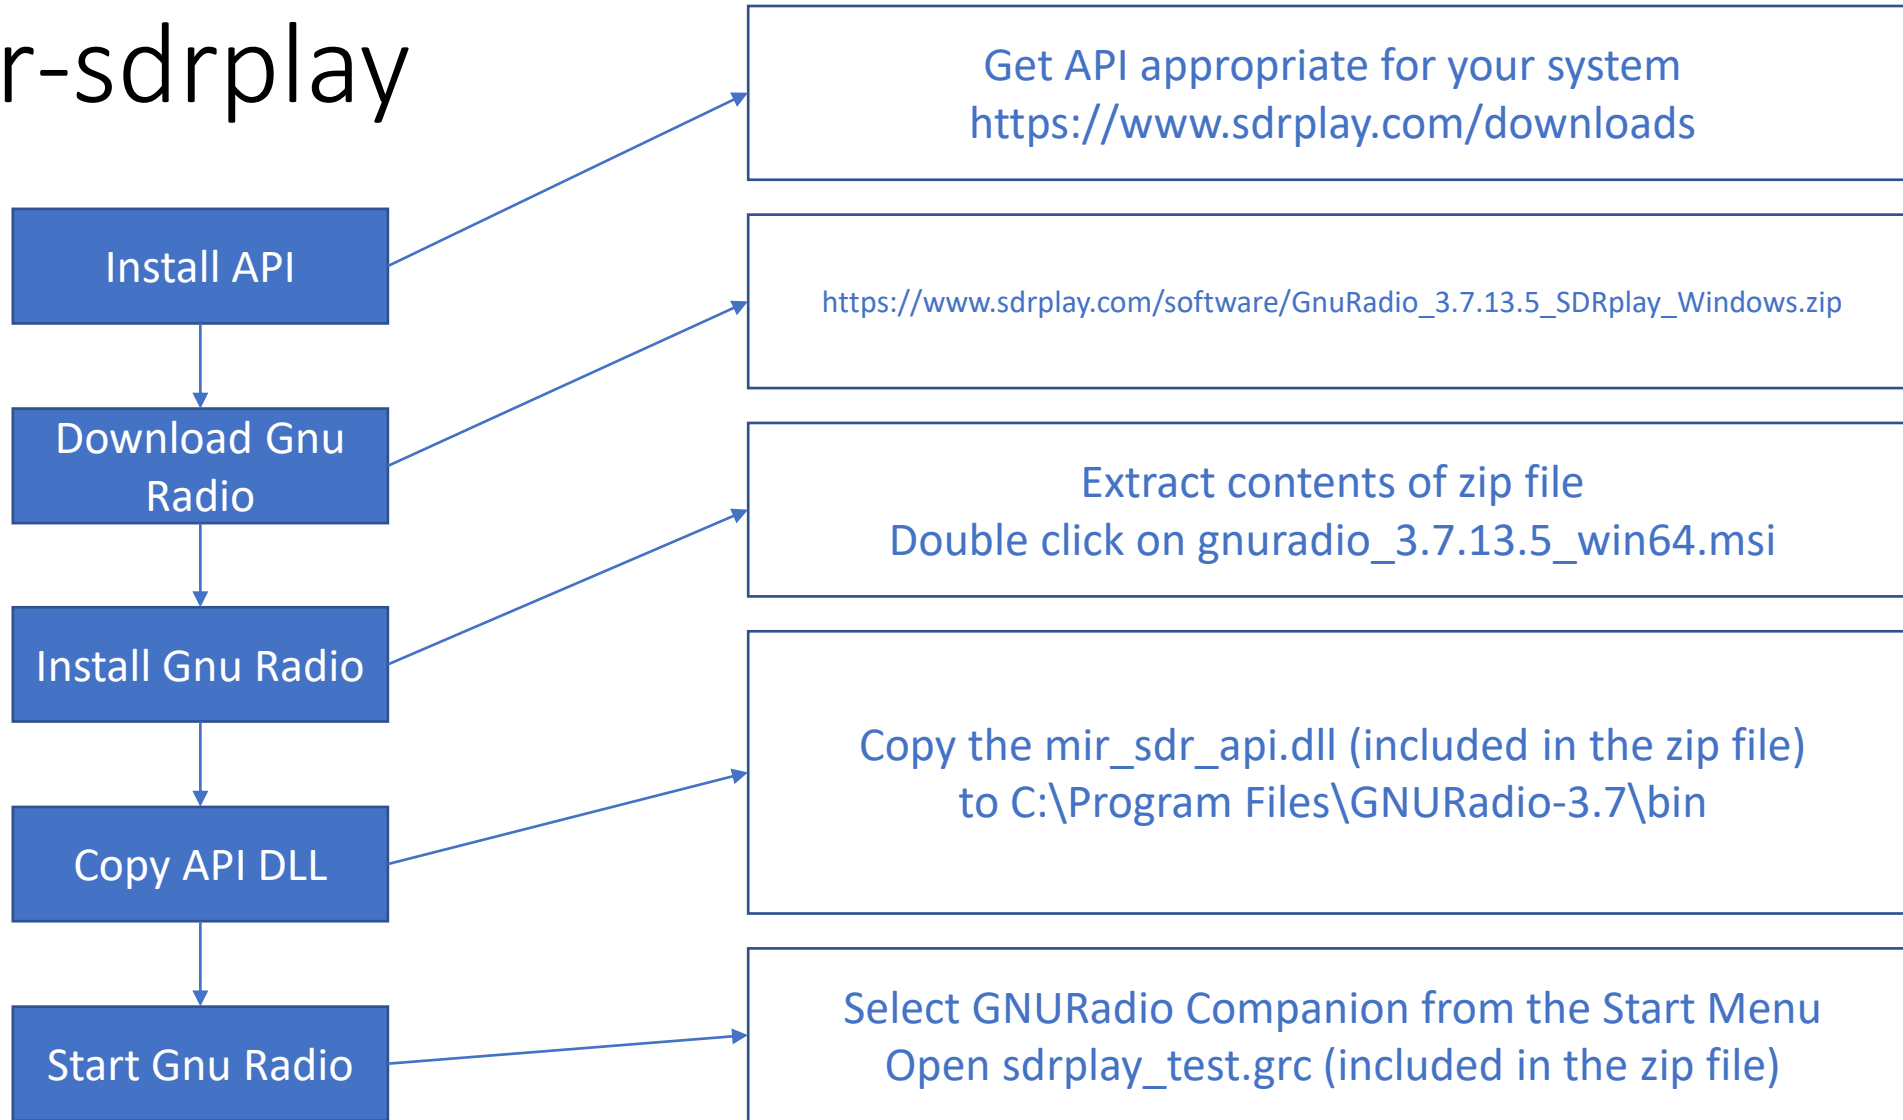 r-sdrplay
Install API
Download Gnu
Radio
Install Gnu Radio
Copy API DLL
Start Gnu Radio
Get API appropriate for your system
https://www.sdrplay.com/downloads
https://www.sdrplay.com/software/GnuRadio_3.7.13.5_SDRplay_Windows.zip
Extract contents of zip file
Double click on gnuradio_3.7.13.5_win64.msi
Copy the mir_sdr_api.dll (included in the zip file)
to C:\Program Files\GNURadio-3.7\bin
Select GNURadio Companion from the Start Menu
Open sdrplay_test.grc (included in the zip file)